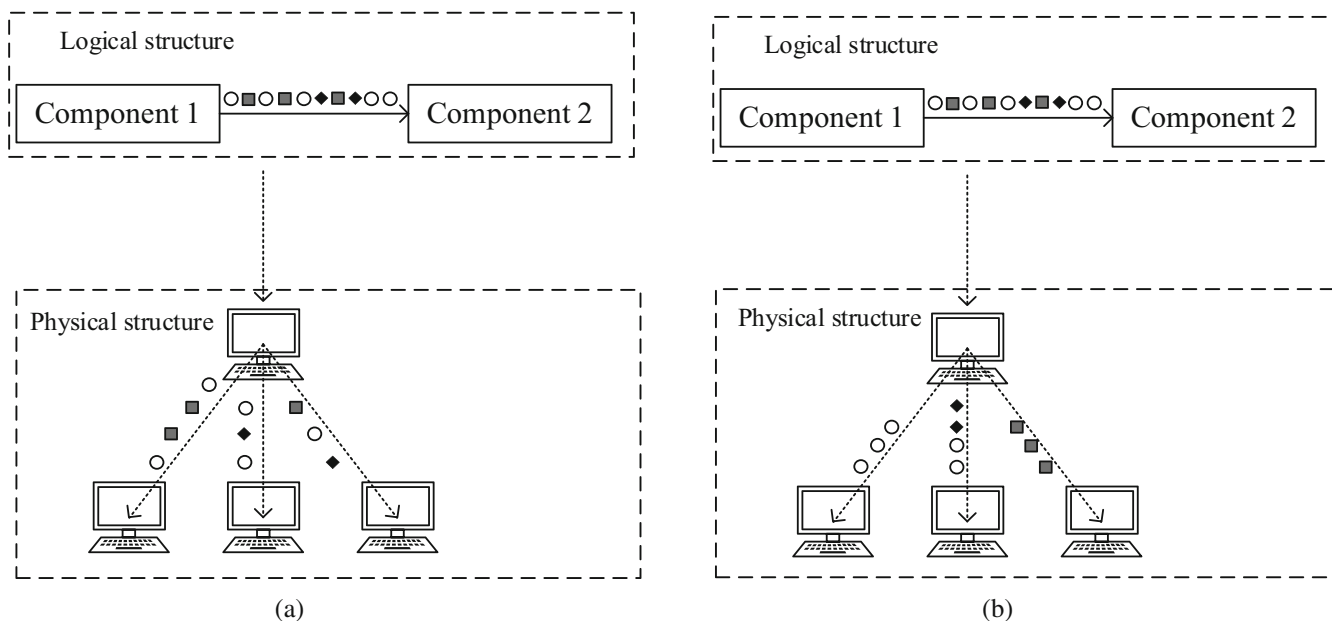 Logical structure
Component 1
Component 2
Physical structure
(a)
Logical structure
Component 1
Component 2
Physical structure
(b)